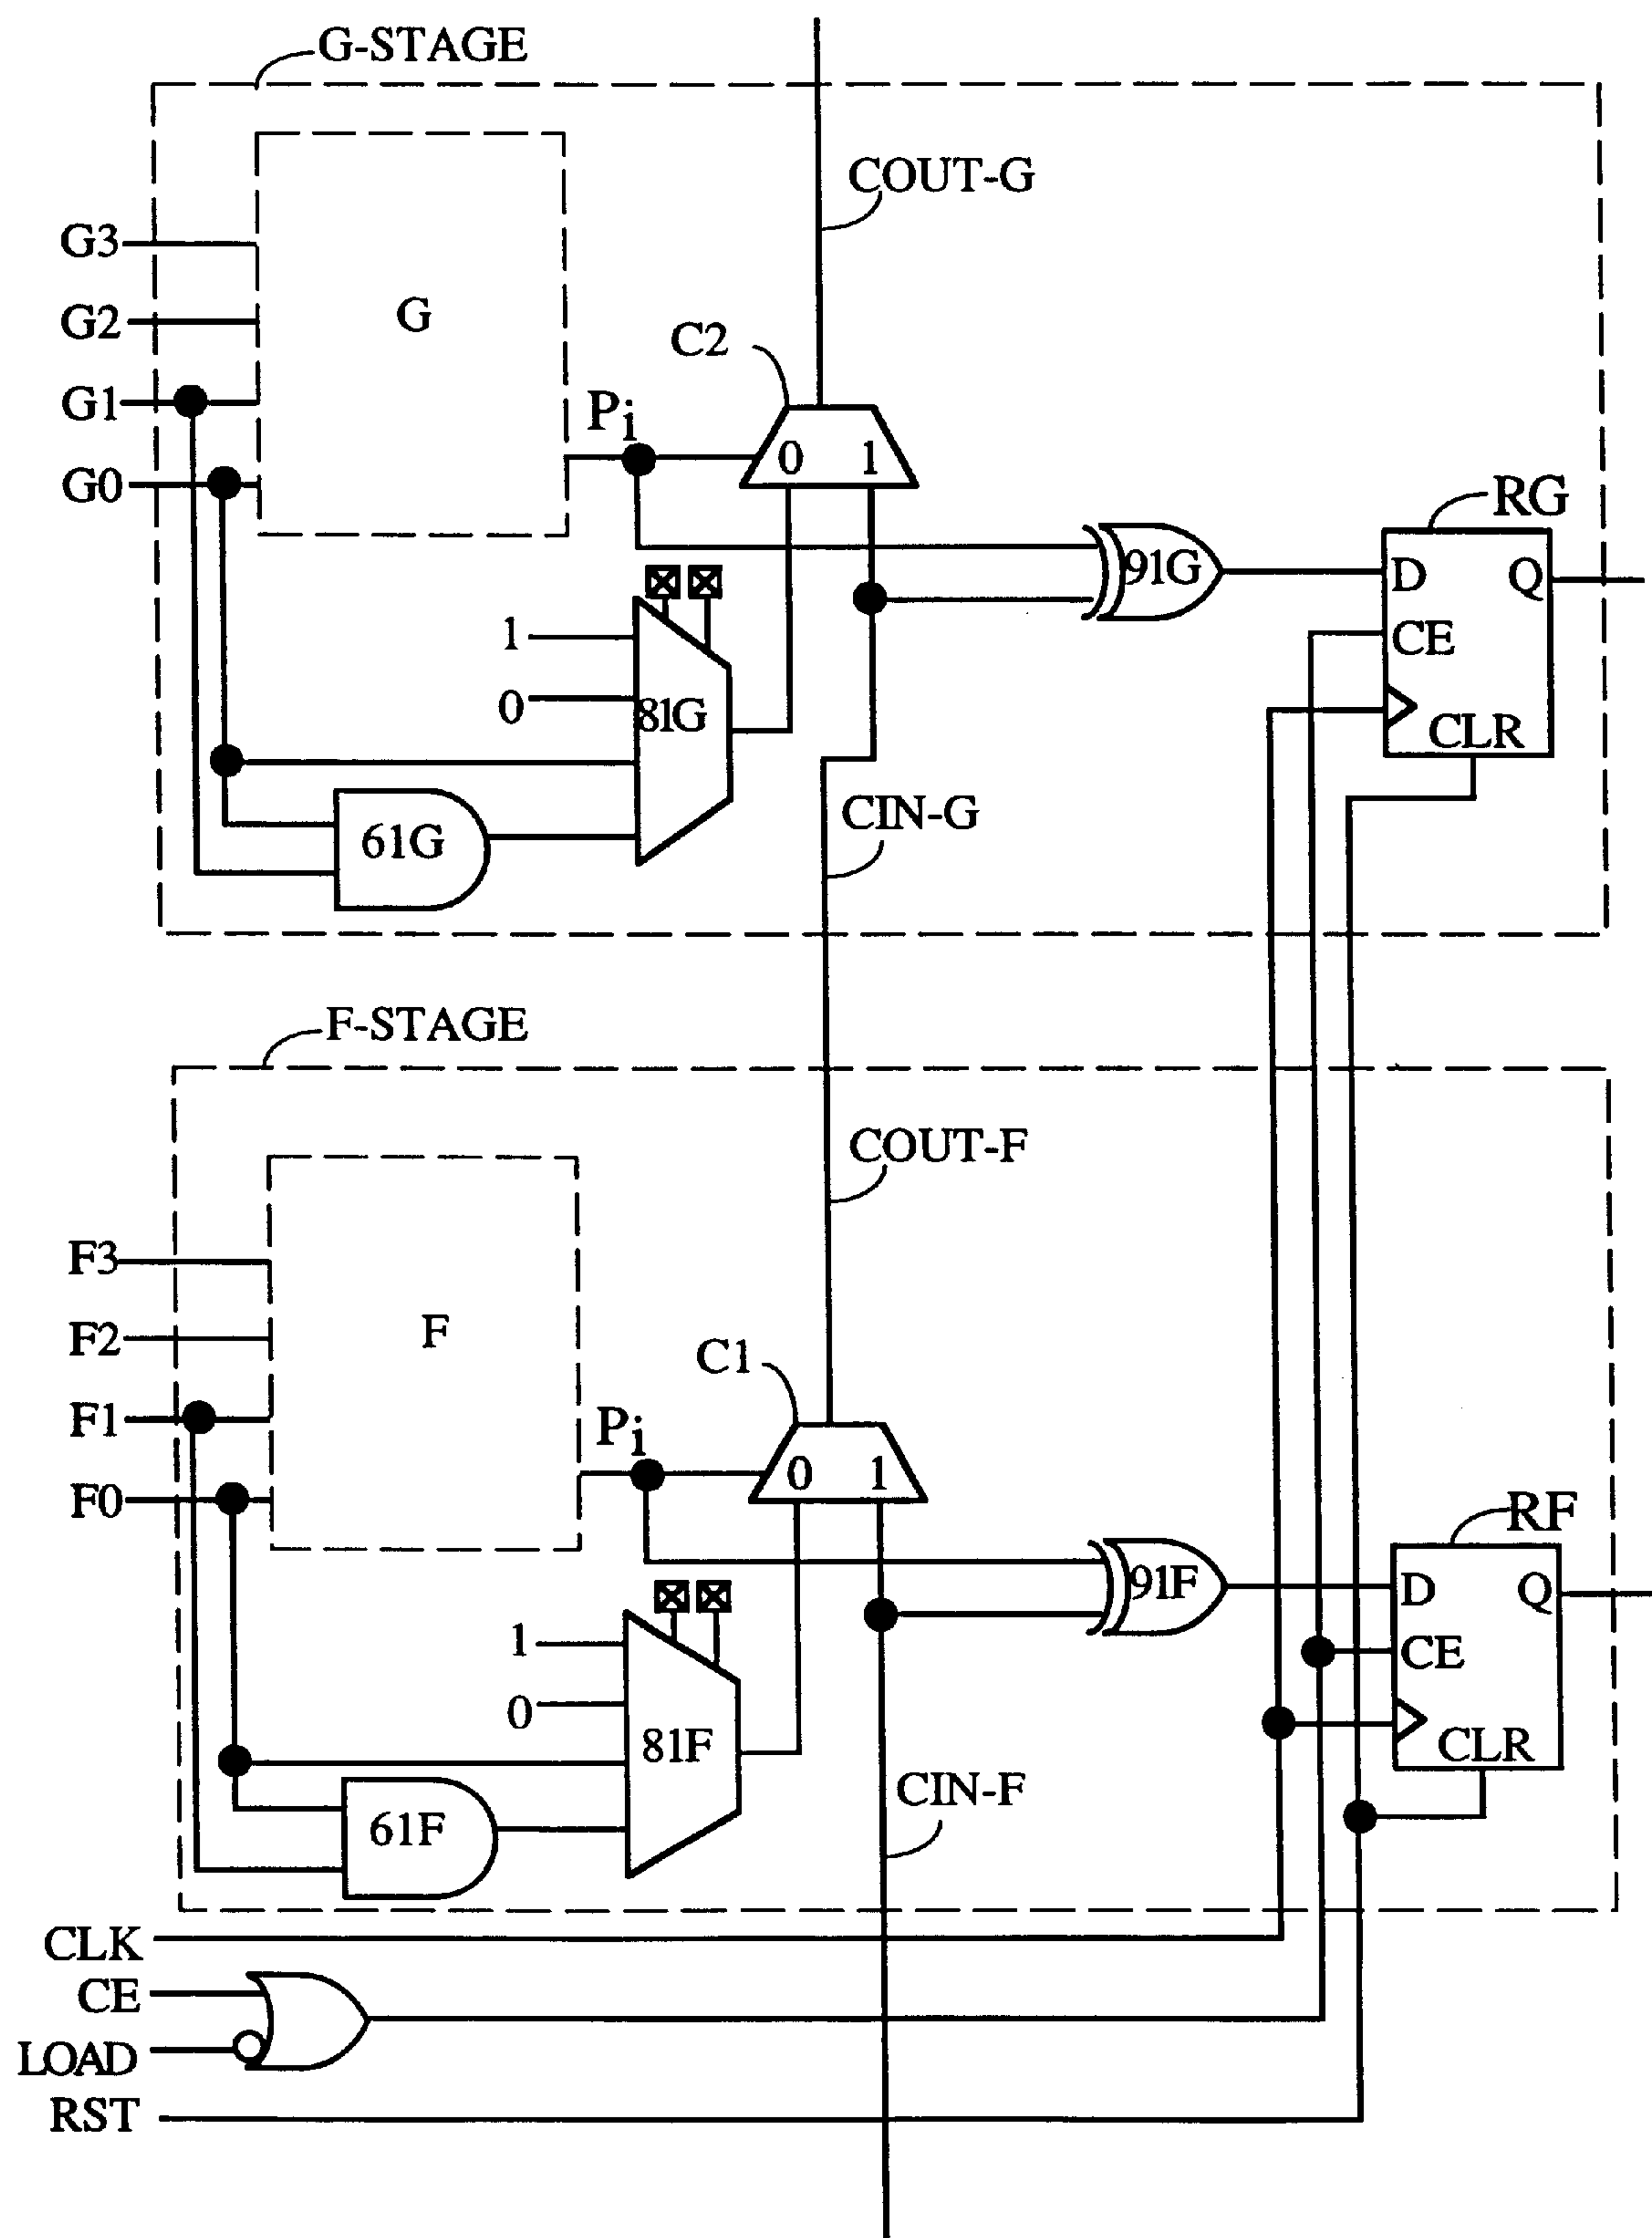 G-STAGE
COUT-G
G3
G2
G
G1
C2
Pi
0 1
G0
RG
91G
D Q
CE
CLR
1
0
81G
CIN-G
61G
F-STAGE
COUT-F
F3
F2
F
F1
C1
Pi
0 1
F0
RF
91F
D Q
CE
CLR
1
0
81F
CIN-F
61F
CLK
CE
LOAD
RST